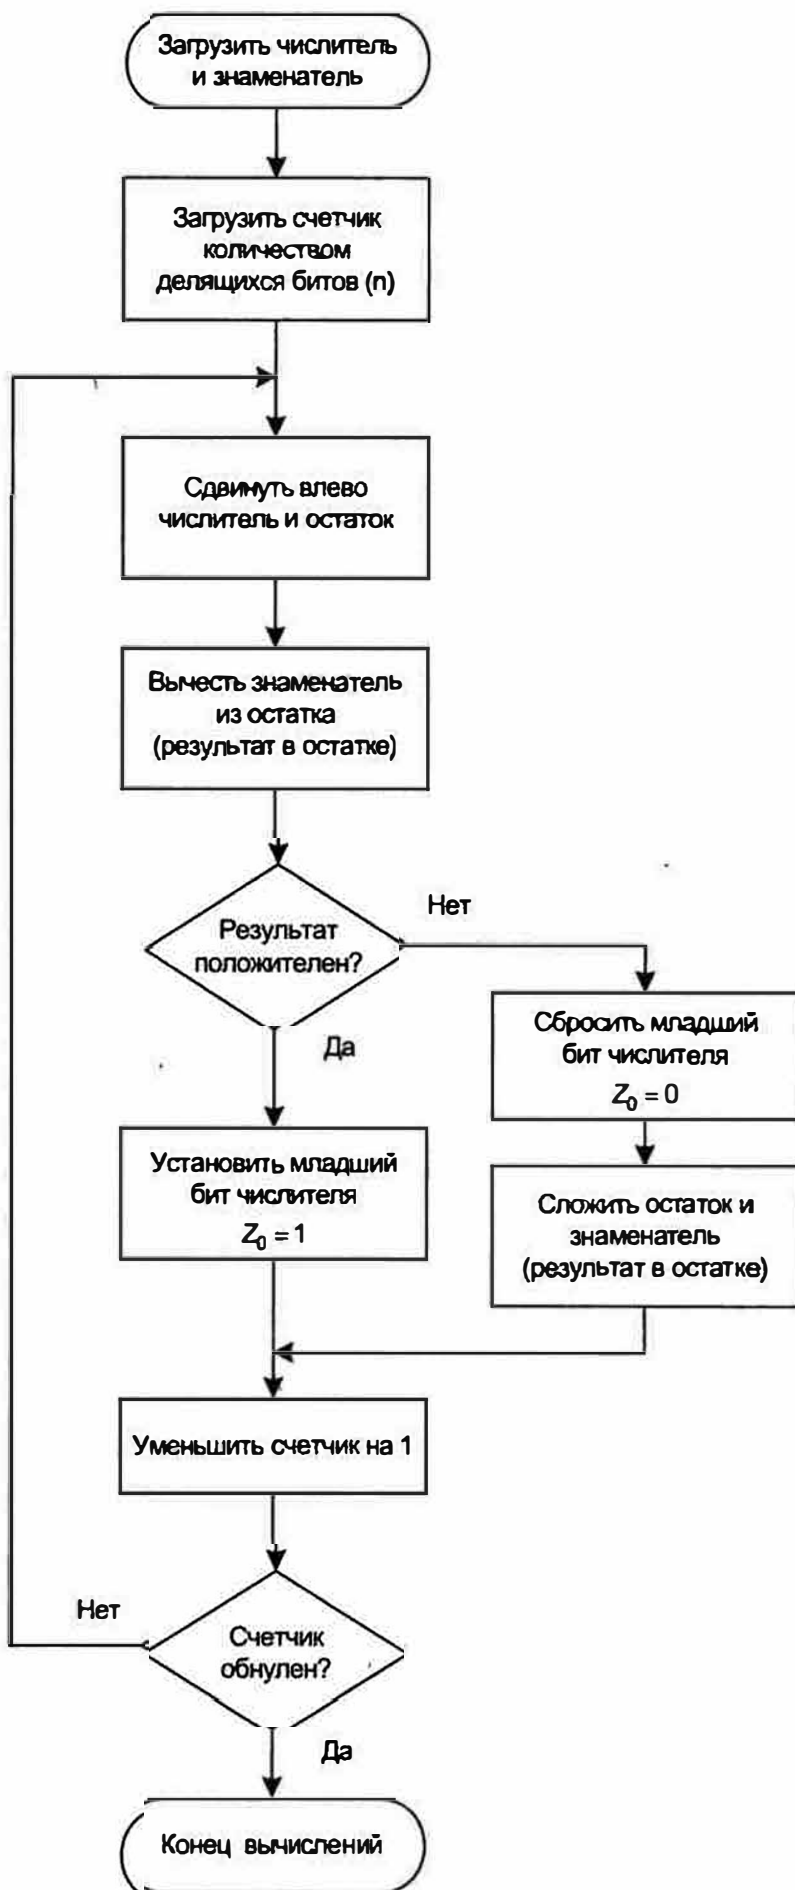 Загрузить числитель
и знаменатель
Загрузить счетчик
количеством
делящихся битов (n)
Сдвинуть влево
числитель и остаток
Вычесть знаменатель
из остатка
(результат в остатке)
Результат
положителен?
Нет
Да
Сбросить младший
бит числителя
Z₀ = 0
Установить младший
бит числителя
Z₀ = 1
Сложить остаток и
знаменатель
(результат в остатке)
Уменьшить счетчик на 1
Нет
Счетчик
обнулен?
Да
Конец вычислений